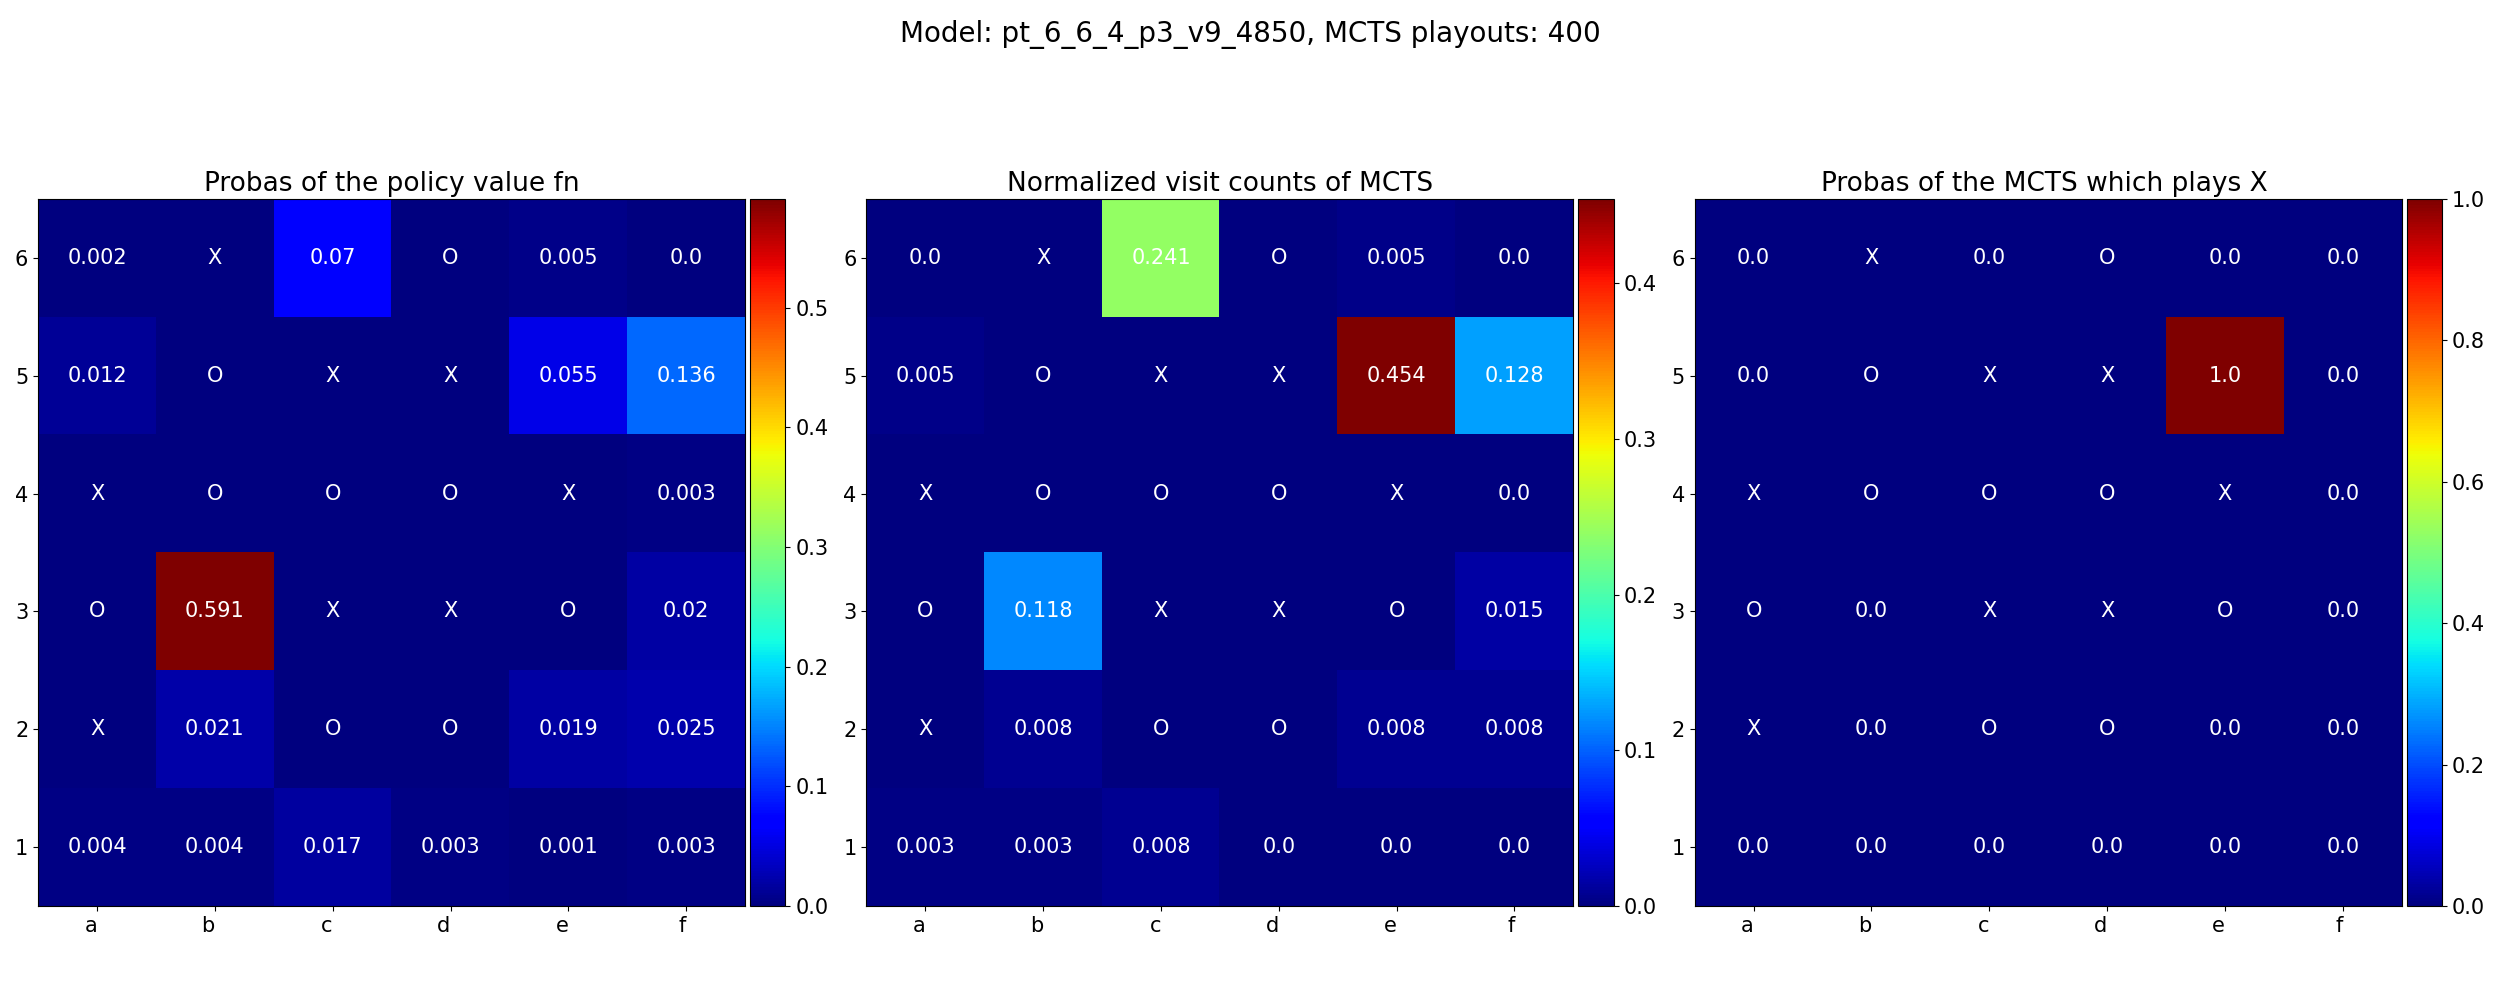 Model: pt_6_6_4_p3_v9_4850, MCTS playouts: 400
Probas of the policy value fn
6 0.002 X 0.07 O 0.005 0.0
5 0.012 O X X 0.055 0.136
4 X O O O X 0.003
3 O 0.591 X X O 0.02
2 X 0.021 O O 0.019 0.025
1 0.004 0.004 0.017 0.003 0.001 0.003
a b c d e f
0.5
0.4
0.3
0.2
0.1
0.0
Normalized visit counts of MCTS
6 0.0 X 0.241 O 0.005 0.0
5 0.005 O X X 0.454 0.128
4 X O O O X 0.0
3 O 0.118 X X O 0.015
2 X 0.008 O O 0.008 0.008
1 0.003 0.003 0.008 0.0 0.0 0.0
a b c d e f
0.4
0.3
0.2
0.1
0.0
Probas of the MCTS which plays X
6 0.0 X 0.0 O 0.0 0.0
5 0.0 O X X 1.0 0.0
4 X O O O X 0.0
3 O 0.0 X X O 0.0
2 X 0.0 O O 0.0 0.0
1 0.0 0.0 0.0 0.0 0.0 0.0
a b c d e f
1.0
0.8
0.6
0.4
0.2
0.0